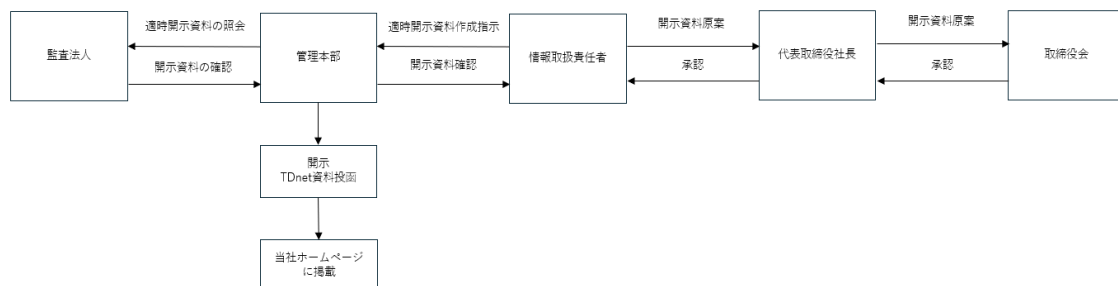 適時開示資料の照会
適時開示資料作成指示
開示資料原案
開示資料原案
監査法人
管理本部
情報取扱責任者
代表取締役社長
取締役会
開示資料の確認
開示資料確認
承認
承認
開示
TDnet資料投函
当社ホームページ
に掲載